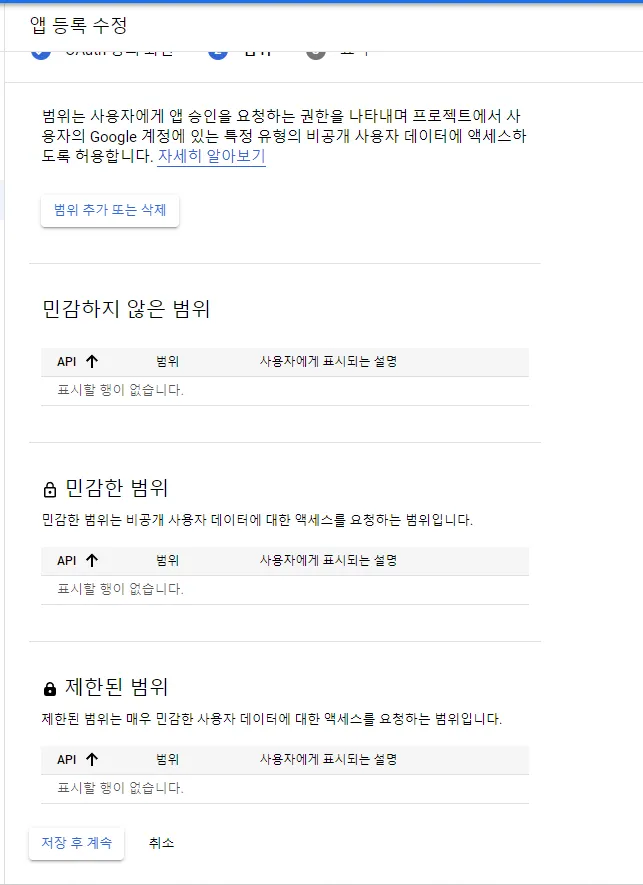 앱 등록 수정
범위는 사용자에게 앱 승인을 요청하는 권한을 나타내며 프로젝트에서 사
용자의 Google 계정에 있는 특정 유형의 비공개 사용자 데이터에 액세스하
도록 허용합니다. 자세히 알아보기
범위 추가 또는 삭제
민감하지 않은 범위
API 범위 사용자에게 표시되는 설명
표시할 행이 없습니다.
민감한 범위
민감한 범위는 비공개 사용자 데이터에 대한 액세스를 요청하는 범위입니다.
API 범위 사용자에게 표시되는 설명
표시할 행이 없습니다.
제한된 범위
제한된 범위는 매우 민감한 사용자 데이터에 대한 액세스를 요청하는 범위입니다.
API 범위 사용자에게 표시되는 설명
표시할 행이 없습니다.
저장 후 계속 취소